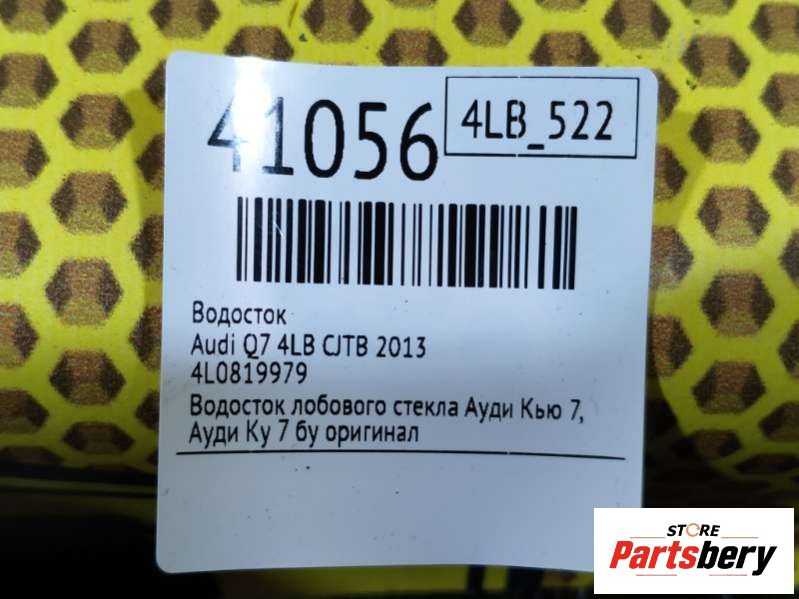 41056
4LB_522
Водосток
Audi Q7 4LB CJTB 2013
4L0819979
Водосток лобового стекла Ауди Кью 7,
Ауди Ку 7 бу оригинал
STORE
Partsbery